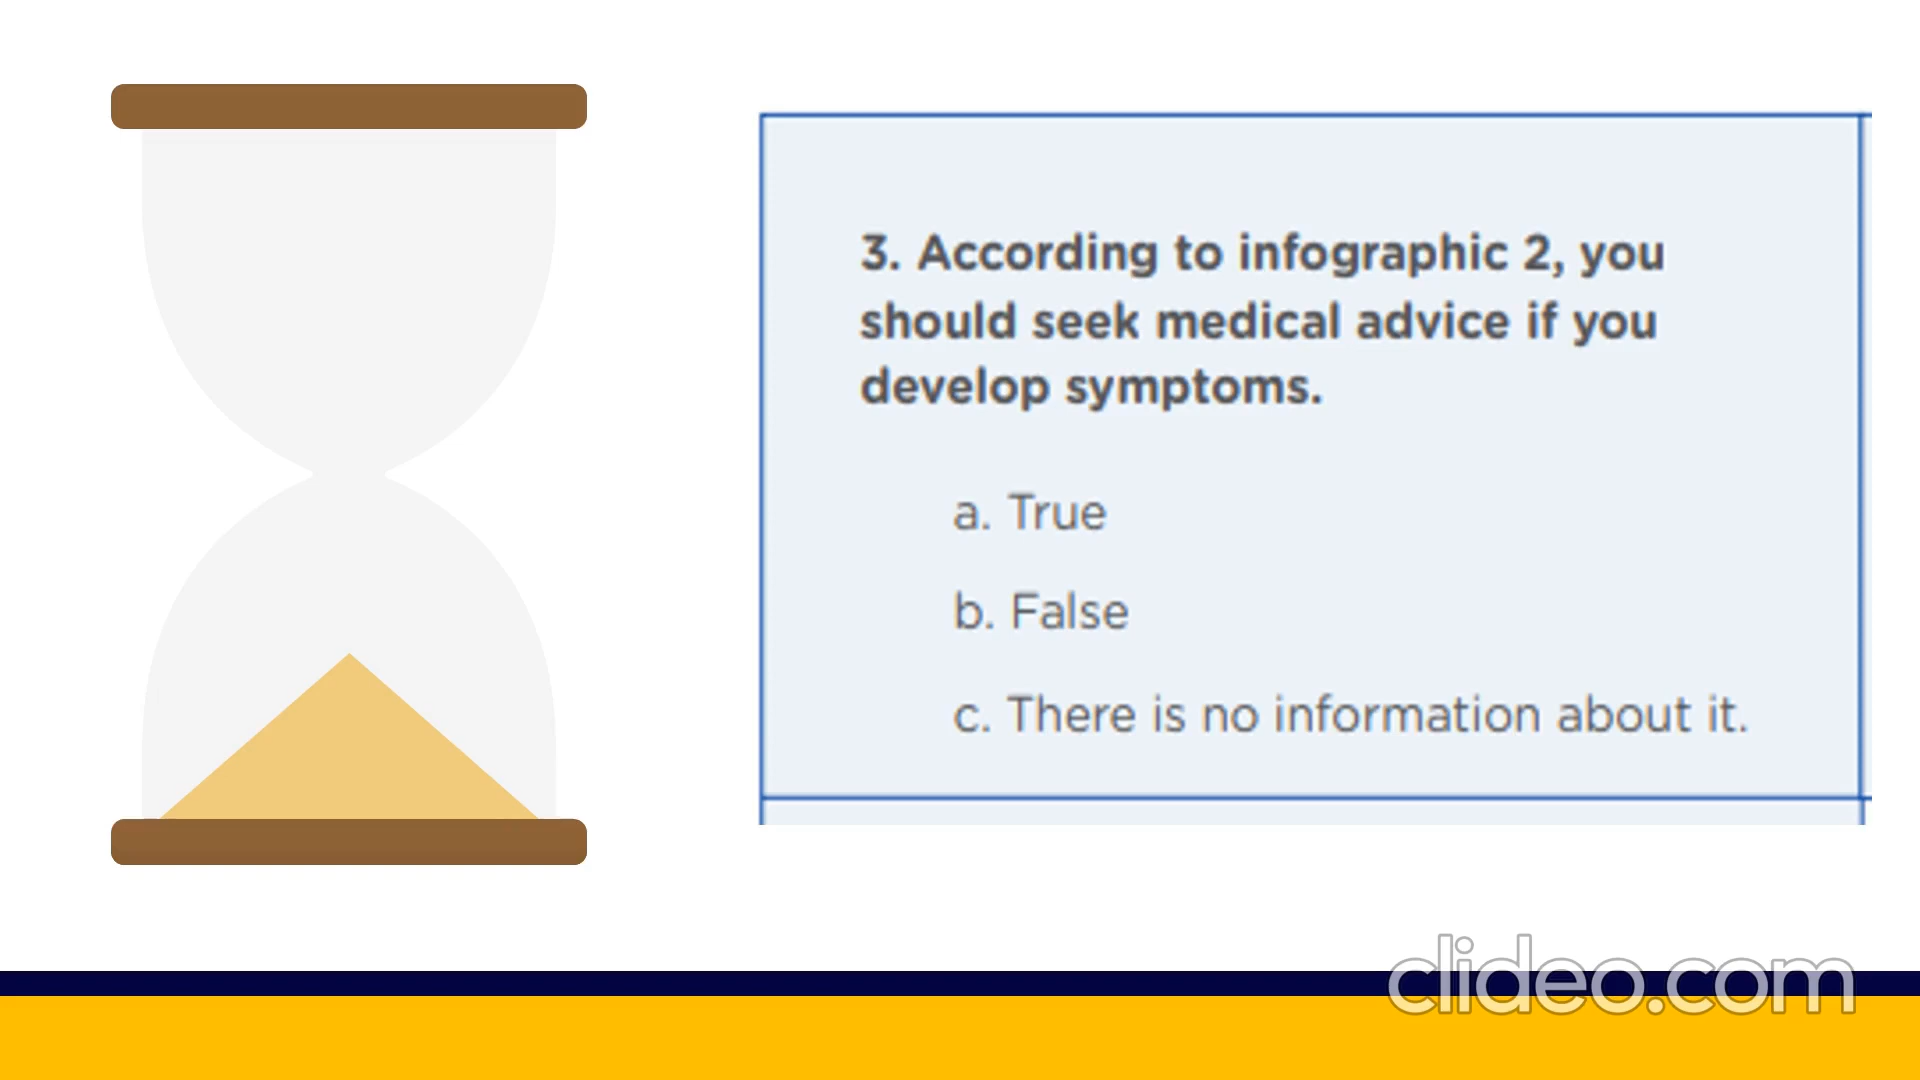 3. According to infographic 2, you
should seek medical advice if you
develop symptoms.
a. True
b. False
c. There is no information about it.
clideo.com